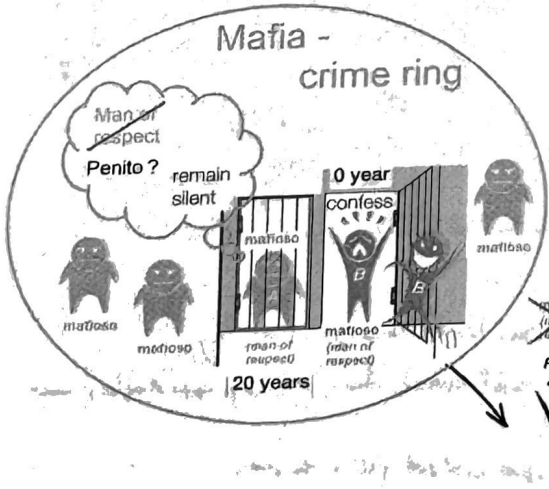 Mafia -
crime ring
Man of
respect
Penito ?
remain
silent
0 year
confess
mafioso
B
B
mafioso
mafioso
mafioso
(man of
respect)
mafioso
(man of
respect)
mafioso
20 years